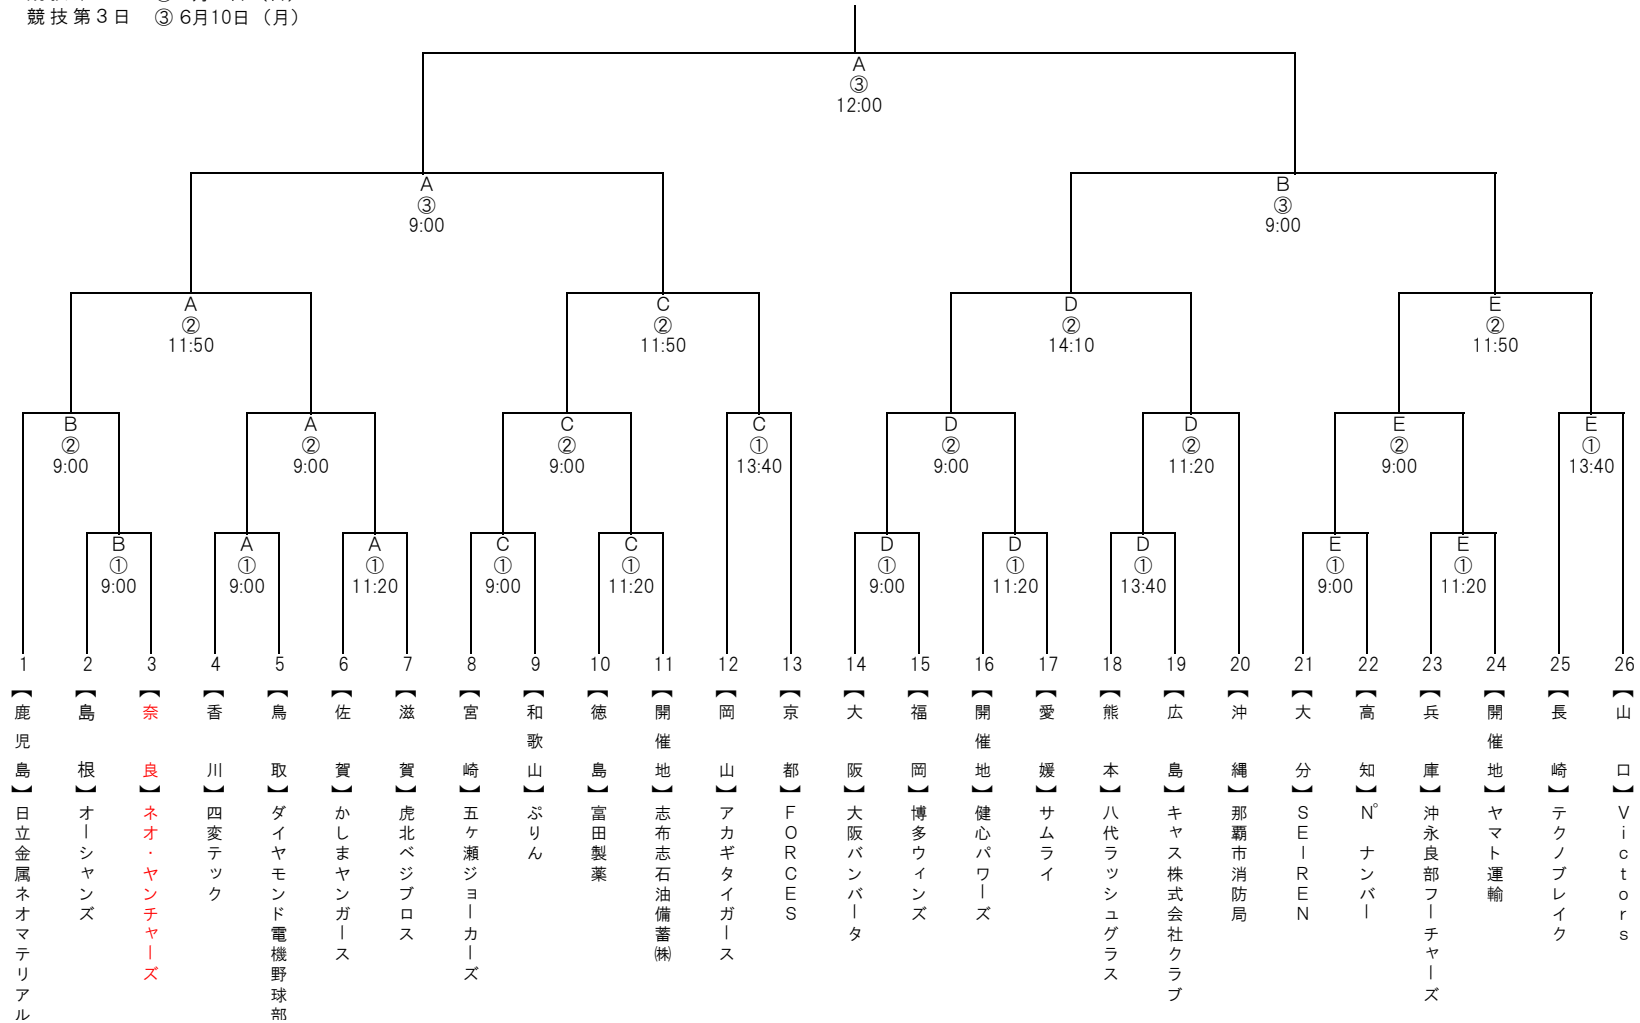 競技第3日 ③ 6月10日（月）
A
③
12:00
A
③
9:00
B
③
9:00
A
②
11:50
C
②
11:50
D
②
14:10
E
②
11:50
B
②
9:00
A
②
9:00
C
②
9:00
C
①
13:40
D
②
9:00
D
②
11:20
E
②
9:00
E
①
13:40
B
①
9:00
A
①
9:00
A
①
11:20
C
①
9:00
C
①
11:20
D
①
9:00
D
①
11:20
D
①
13:40
E
①
9:00
E
①
11:20
1
【鹿児島】日立金属ネオマテリアル
2
【島根】オーシャンズ
3
【奈良】ネオ・ヤンチャーズ
4
【香川】四変テック
5
【鳥取】ダイヤモンド電機野球部
6
【佐賀】かしまヤンガース
7
【滋賀】虎北ベジブロス
8
【宮崎】五ヶ瀬ジョーカーズ
9
【和歌山】ぷりん
10
【徳島】富田製薬
11
【開催地】志布志石油備蓄㈱
12
【岡山】アカギタイガース
13
【京都】FORCES
14
【大阪】大阪バンバータ
15
【福岡】博多ウィンズ
16
【開催地】健心パワーズ
17
【愛媛】サムライ
18
【熊本】八代ラッシュグラス
19
【広島】キャス株式会社クラブ
20
【沖縄】那覇市消防局
21
【大分】SEIREN
22
【高知】N゜ナンバー
23
【兵庫】沖永良部フーチャーズ
24
【開催地】ヤマト運輸
25
【長崎】テクノブレイク
26
【山口】Victors